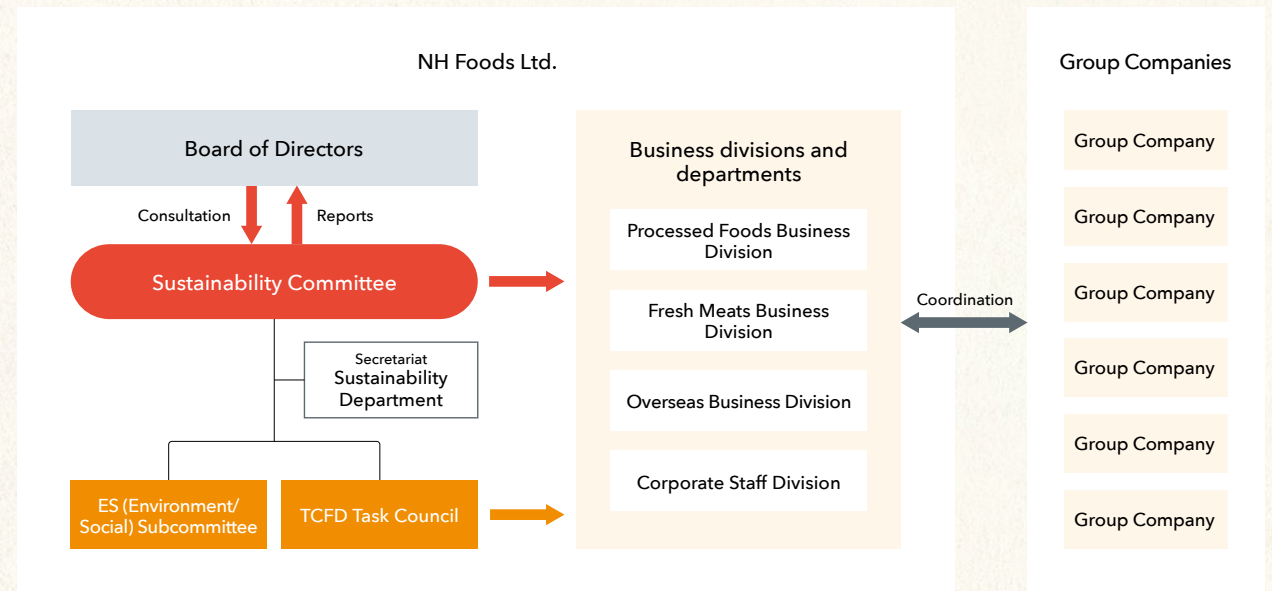 NH Foods Ltd.
Group Companies
Board of Directors
Consultation
Reports
Sustainability Committee
Secretariat
Sustainability
Department
ES (Environment/
Social) Subcommittee
TCFD Task Council
Business divisions and
departments
Processed Foods Business
Division
Fresh Meats Business
Division
Overseas Business Division
Corporate Staff Division
Coordination
Group Company
Group Company
Group Company
Group Company
Group Company
Group Company